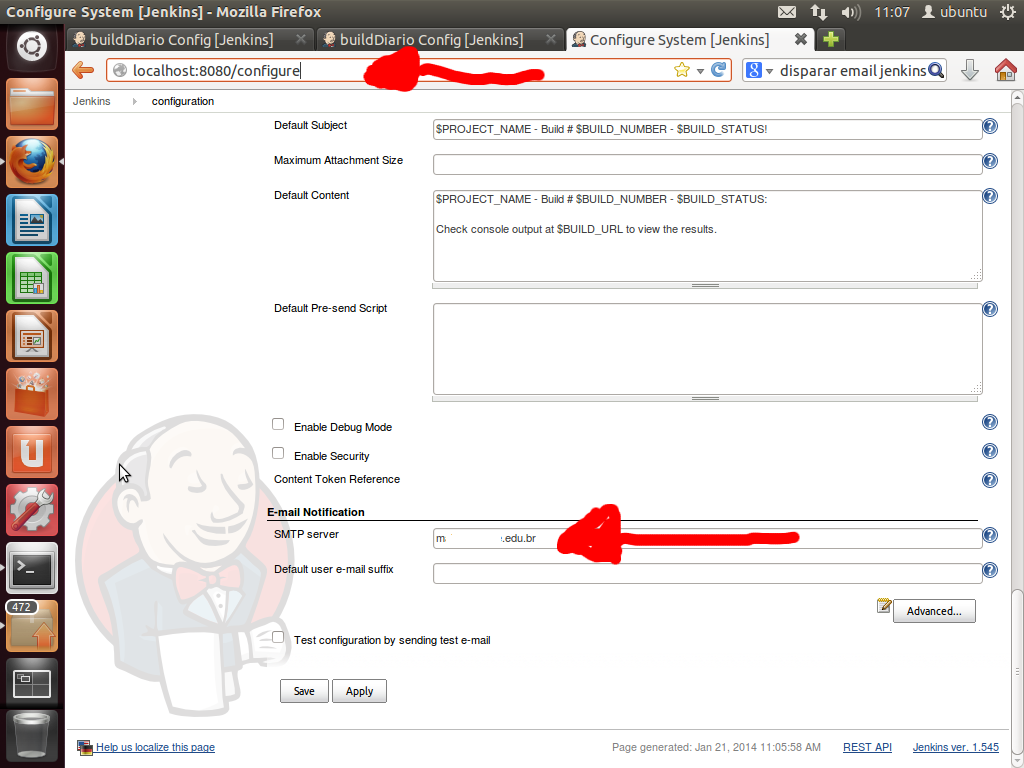 Configure System [Jenkins] - Mozilla Firefox
11:07
ubuntu
buildDiario Config [Jenkins]
buildDiario Config [Jenkins]
Configure System [Jenkins]
localhost:8080/configure
disparar email jenkins
Jenkins
configuration
Default Subject
$PROJECT_NAME - Build # $BUILD_NUMBER - $BUILD_STATUS!
Maximum Attachment Size
Default Content
$PROJECT_NAME - Build # $BUILD_NUMBER - $BUILD_STATUS:
Check console output at $BUILD_URL to view the results.
Default Pre-send Script
Enable Debug Mode
Enable Security
Content Token Reference
E-mail Notification
SMTP server
.edu.br
Default user e-mail suffix
Advanced...
472
Test configuration by sending test e-mail
Save
Apply
Help us localize this page
Page generated: Jan 21, 2014 11:05:58 AM
REST API
Jenkins ver. 1.545